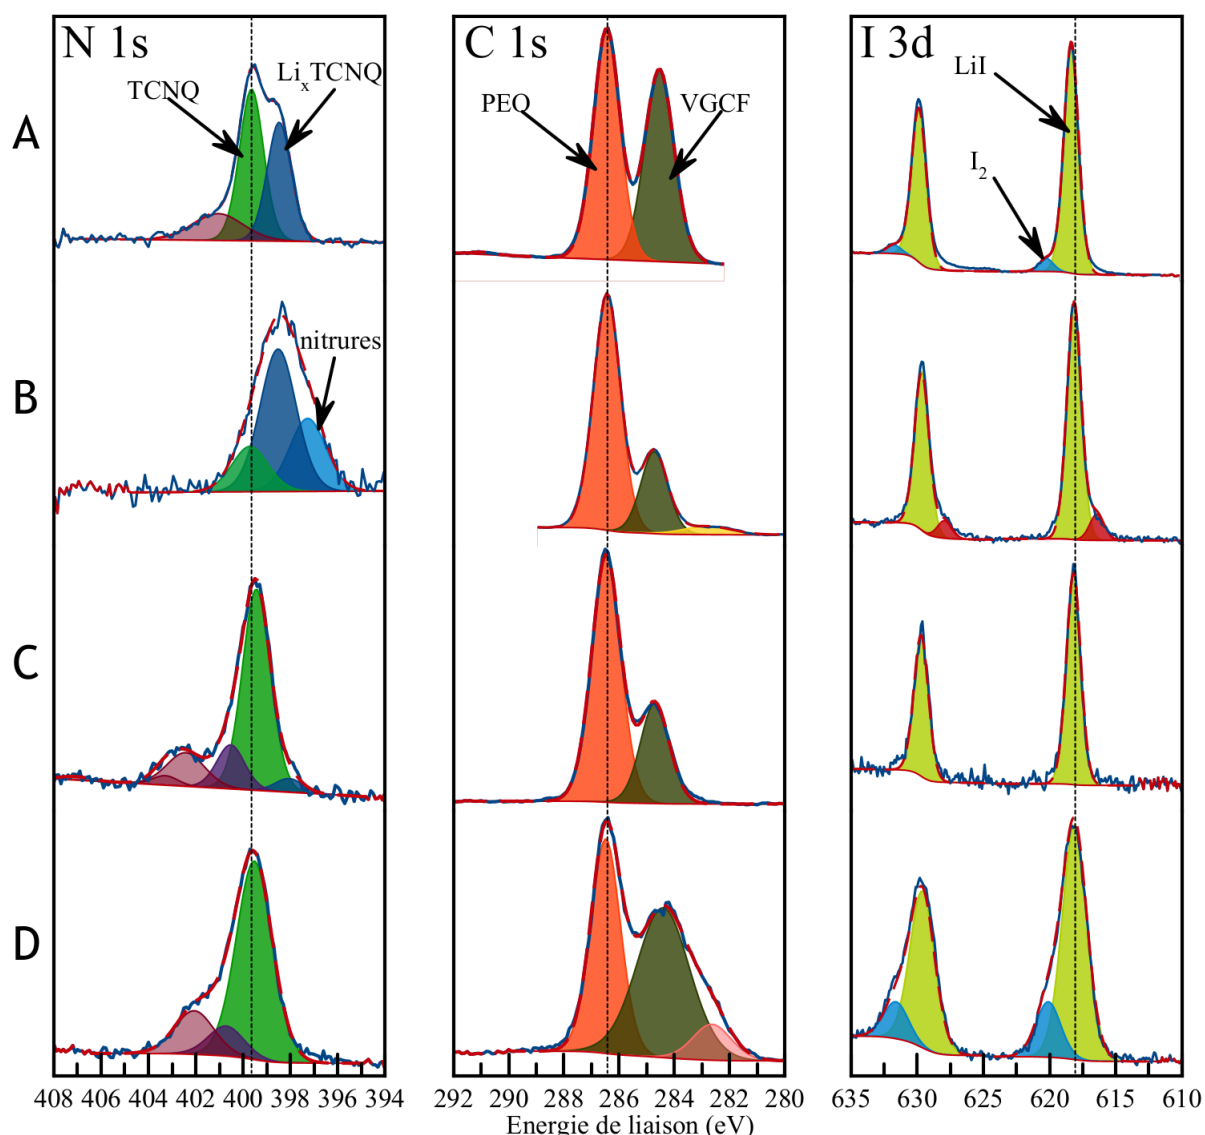 N 1s
C 1s
I 3d
TCNQ
LixTCNQ
PEQ
VGCF
LiI
I2
A
nitrures
B
C
D
408 406 404 402 400 398 396 394
292 290 288 286 284 282 280
635 630 625 620 615 610
Energie de liaison (eV)